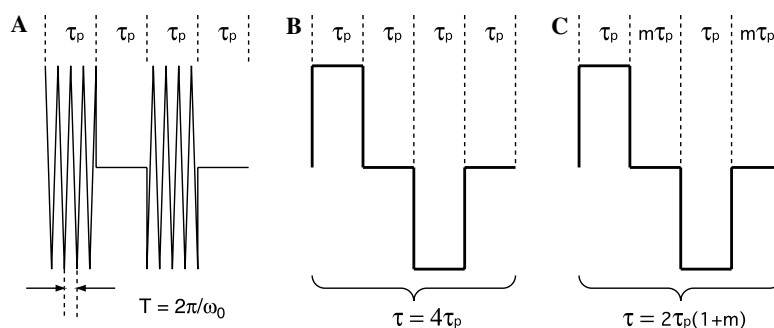 A
τp τp τp τp
T = 2π/ω0
B
τp τp τp τp
τ = 4τp
C
τp mτp τp mτp
τ = 2τp(1+m)